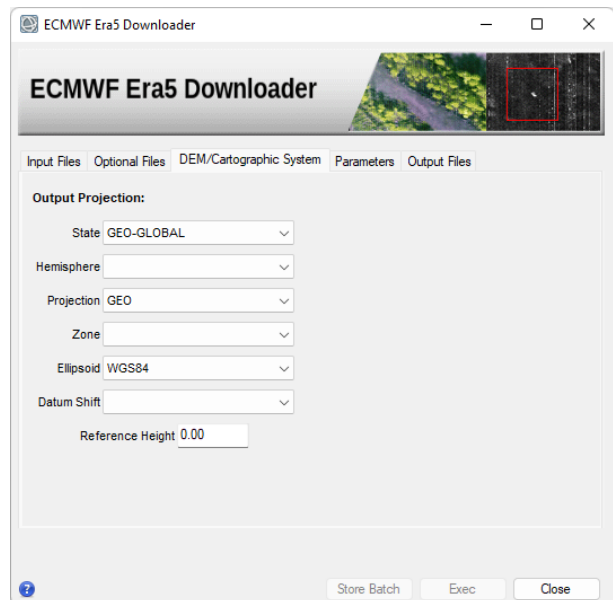 ECMWF Era5 Downloader
ECMWF Era5 Downloader
Input Files Optional Files DEM/Cartographic System Parameters Output Files
Output Projection:
State GEO-GLOBAL
Hemisphere
Projection GEO
Zone
Ellipsoid WGS84
Datum Shift
Reference Height 0.00
? Store Batch Exec Close